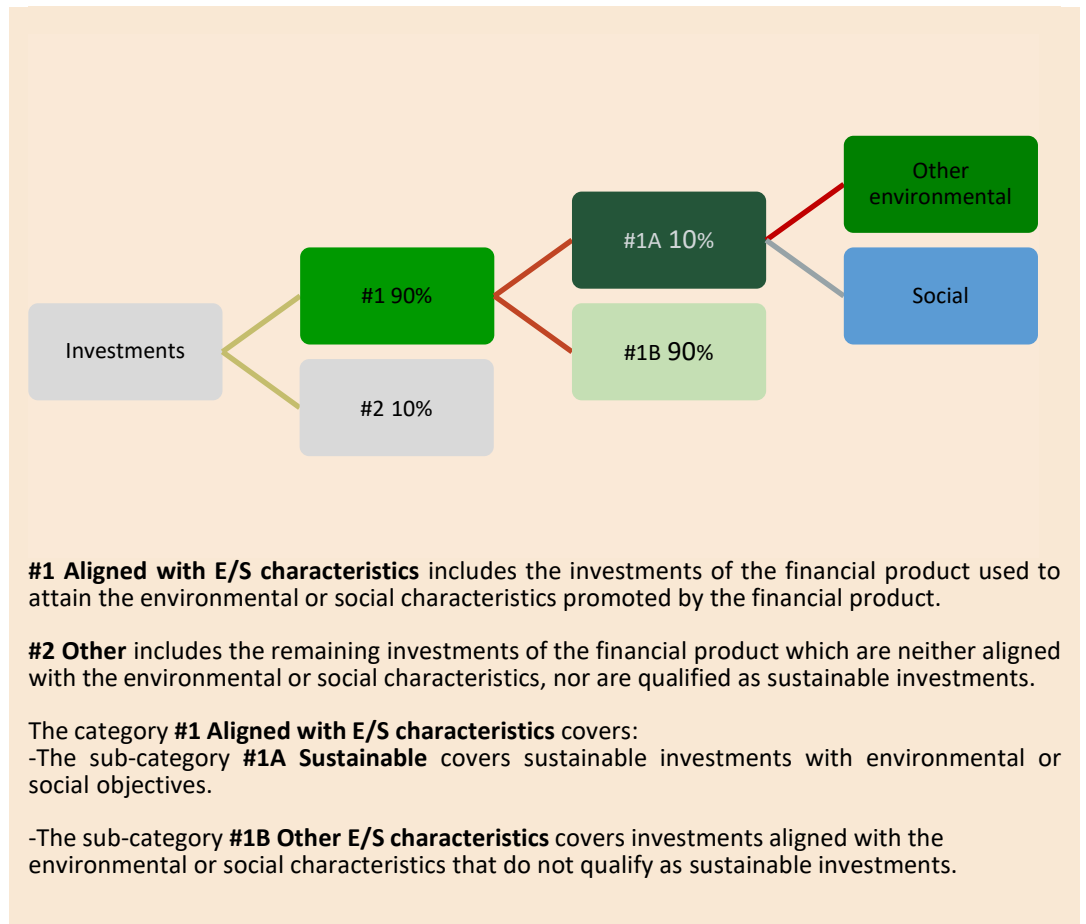 Other
environmental
#1A 10%
#1 90%
Social
Investments
#1B 90%
#2 10%
#1 Aligned with E/S characteristics includes the investments of the financial product used to
attain the environmental or social characteristics promoted by the financial product.
#2 Other includes the remaining investments of the financial product which are neither aligned
with the environmental or social characteristics, nor are qualified as sustainable investments.
The category #1 Aligned with E/S characteristics covers:
-The sub-category #1A Sustainable covers sustainable investments with environmental or
social objectives.
-The sub-category #1B Other E/S characteristics covers investments aligned with the
environmental or social characteristics that do not qualify as sustainable investments.